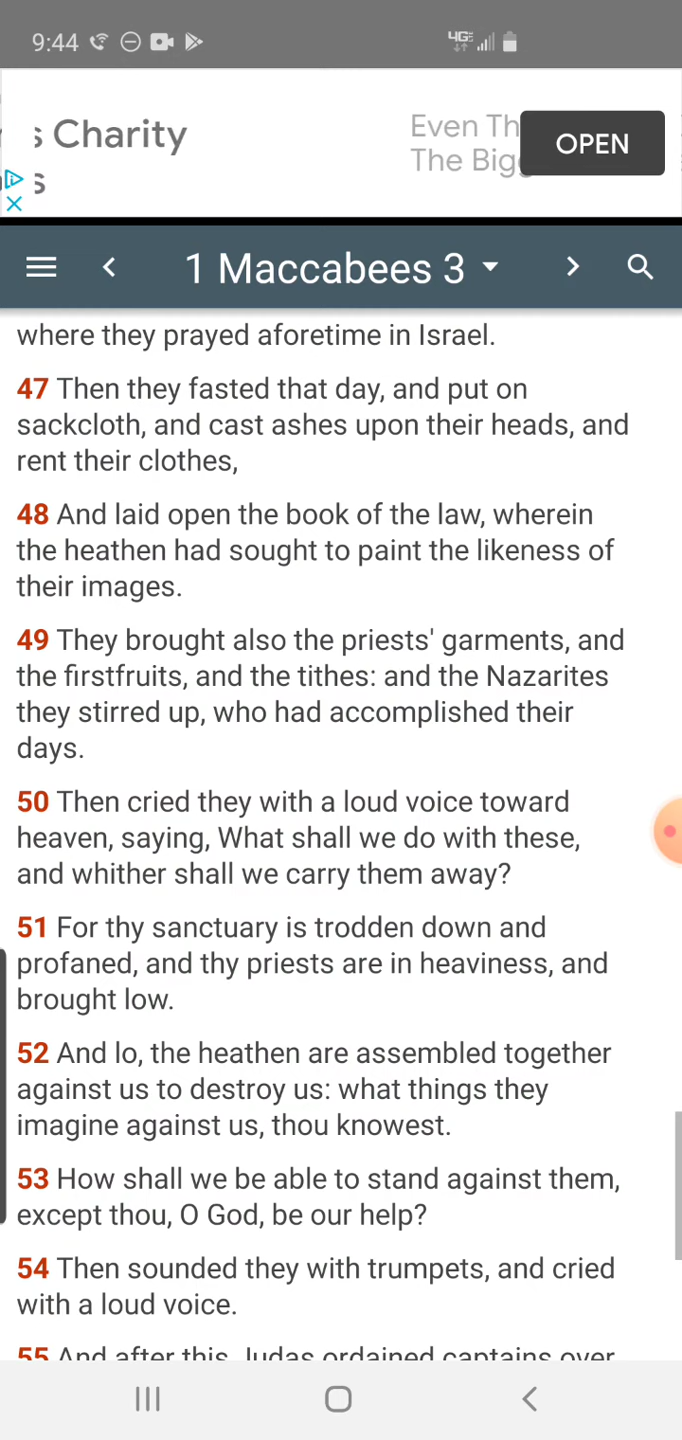 9:44
4GE
s Charity
s
Even Th
The Big
OPEN
1 Maccabees 3
where they prayed aforetime in Israel.
47 Then they fasted that day, and put on
sackcloth, and cast ashes upon their heads, and
rent their clothes,
48 And laid open the book of the law, wherein
the heathen had sought to paint the likeness of
their images.
49 They brought also the priests' garments, and
the firstfruits, and the tithes: and the Nazarites
they stirred up, who had accomplished their
days.
50 Then cried they with a loud voice toward
heaven, saying, What shall we do with these,
and whither shall we carry them away?
51 For thy sanctuary is trodden down and
profaned, and thy priests are in heaviness, and
brought low.
52 And lo, the heathen are assembled together
against us to destroy us: what things they
imagine against us, thou knowest.
53 How shall we be able to stand against them,
except thou, O God, be our help?
54 Then sounded they with trumpets, and cried
with a loud voice.
55 And after this, Judas ordained captains over